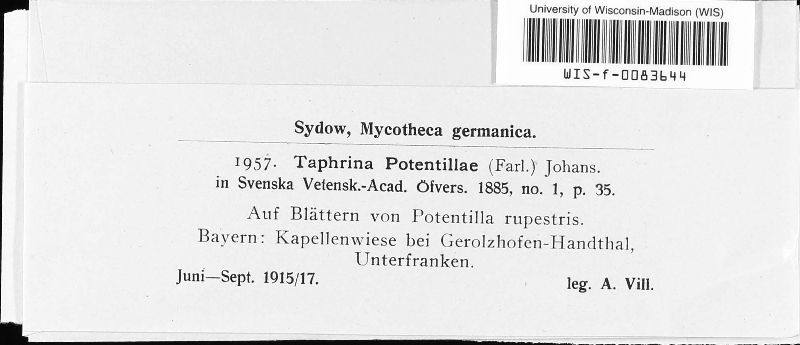 University of Wisconsin-Madison (WIS)
WIS-f-0083644
Sydow, Mycotheca germanica.
1957. Taphrina Potentillae (Farl.) Johans.
in Svenska Vetensk.-Acad. Öfvers. 1885, no. 1, p. 35.
Auf Blättern von Potentilla rupestris.
Bayern: Kapellenwiese bei Gerolzhofen-Handthal,
Unterfranken.
Juni—Sept. 1915/17. leg. A. Vill.